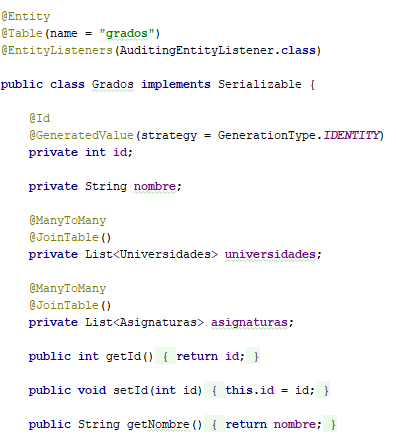 @Entity
@Table(name = "grados")
@EntityListeners(AuditingEntityListener.class)
public class Grados implements Serializable {
@Id
@GeneratedValue(strategy = GenerationType.IDENTITY)
private int id;
private String nombre;
@ManyToMany
@JoinTable()
private List<Universidades> universidades;
@ManyToMany
@JoinTable()
private List<Asignaturas> asignaturas;
public int getId() { return id; }
public void setId(int id) { this.id = id; }
public String getNombre() { return nombre; }